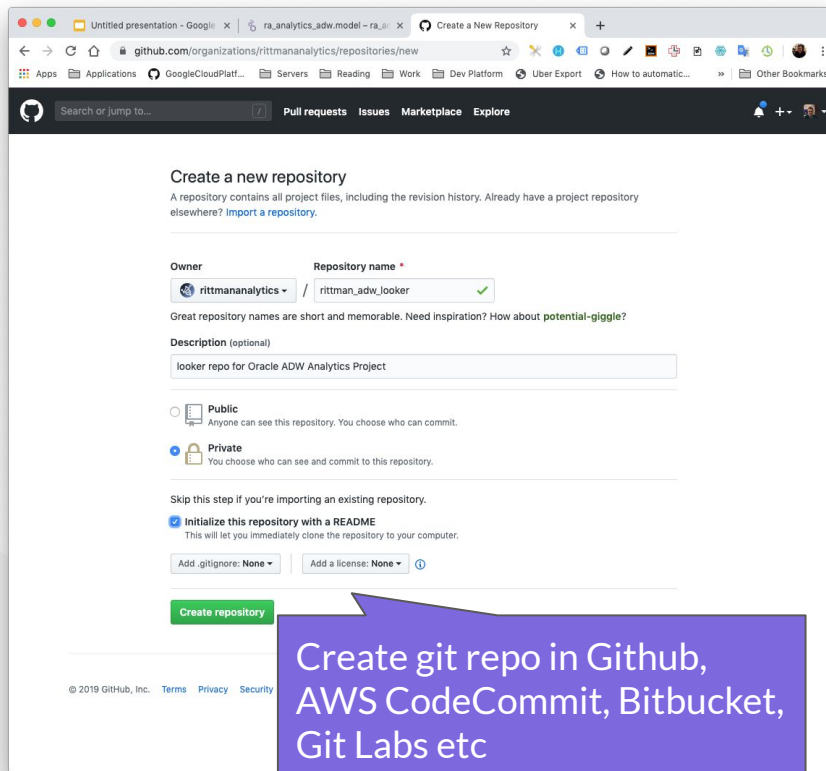 Untitled presentation - Google
ra_analytics_adw.model – ra_an
Create a New Repository
github.com/organizations/rittmananalytics/repositories/new
Apps Applications GoogleCloudPlatf... Servers Reading Work Dev Platform Uber Export How to automatic... » Other Bookmarks
Search or jump to... / Pull requests Issues Marketplace Explore
Create a new repository
A repository contains all project files, including the revision history. Already have a project repository
elsewhere? Import a repository.
Owner Repository name *
rittmananalytics / rittman_adw_looker
Great repository names are short and memorable. Need inspiration? How about potential-giggle?
Description (optional)
looker repo for Oracle ADW Analytics Project
Public
Anyone can see this repository. You choose who can commit.
Private
You choose who can see and commit to this repository.
Skip this step if you're importing an existing repository.
Initialize this repository with a README
This will let you immediately clone the repository to your computer.
Add .gitignore: None Add a license: None
Create repository
Create git repo in Github,
AWS CodeCommit, Bitbucket,
Git Labs etc
© 2019 GitHub, Inc. Terms Privacy Security